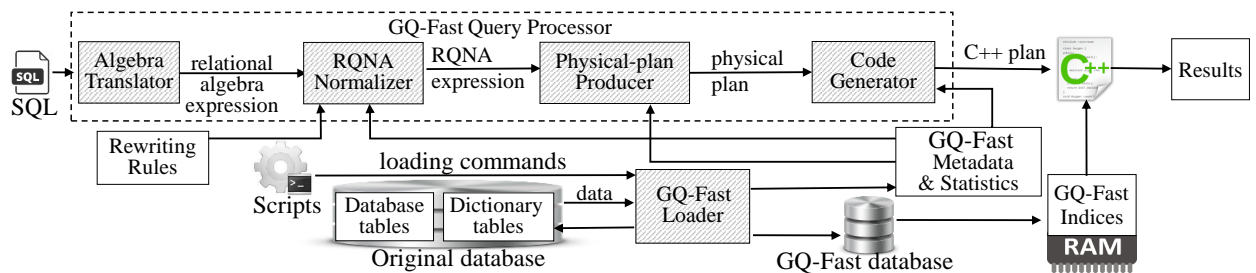 GQ-Fast Query Processor
SQL
SQL
Algebra
Translator
relational
algebra
expression
RQNA
Normalizer
RQNA
expression
Physical-plan
Producer
physical
plan
Code
Generator
C++ plan
C++
Results
Rewriting
Rules
Scripts
loading commands
Database
tables
Dictionary
tables
Original database
data
GQ-Fast
Loader
GQ-Fast
Metadata
& Statistics
GQ-Fast database
GQ-Fast
Indices
RAM